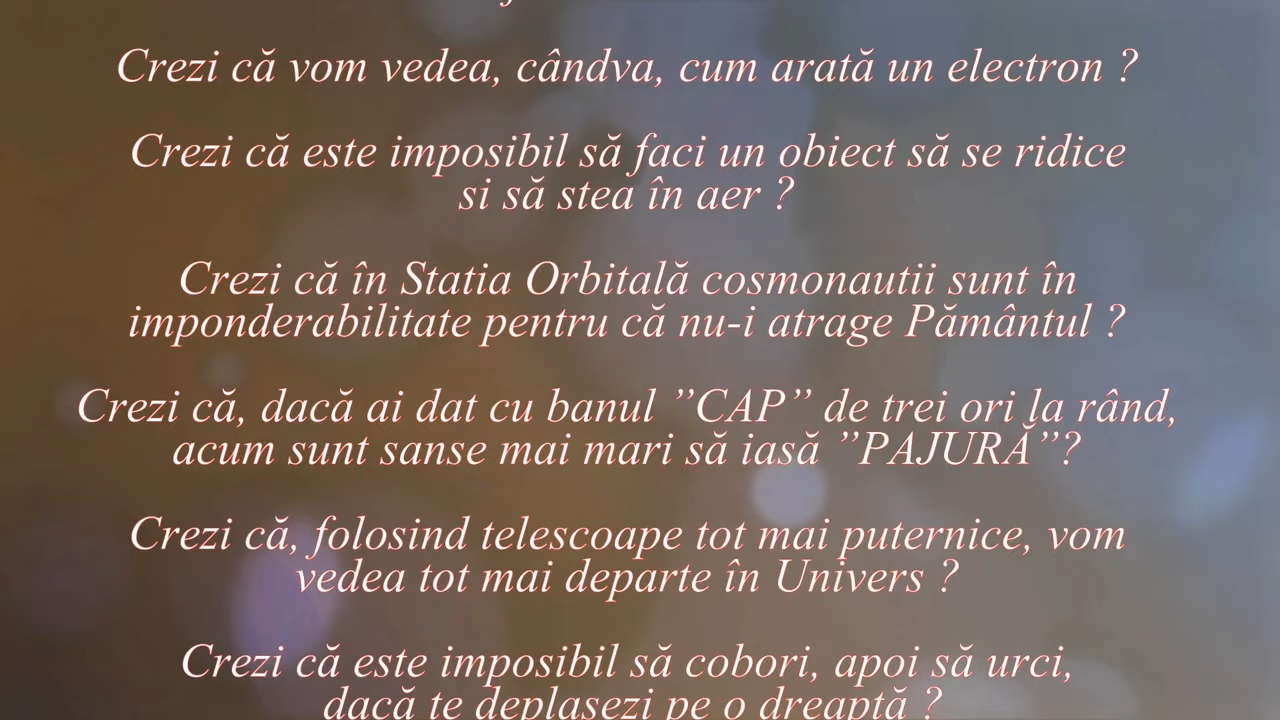 Crezi că vom vedea, cândva, cum arată un electron ?
Crezi că este imposibil să faci un obiect să se ridice
si să stea în aer ?
Crezi că în Statia Orbitală cosmonautii sunt în
imponderabilitate pentru că nu-i atrage Pământul ?
Crezi că, dacă ai dat cu banul ”CAP” de trei ori la rând,
acum sunt sanse mai mari să iasă ”PAJURĂ”?
Crezi că, folosind telescoape tot mai puternice, vom
vedea tot mai departe în Univers ?
Crezi că este imposibil să cobori, apoi să urci,
dacă te deplasezi pe o dreaptă ?